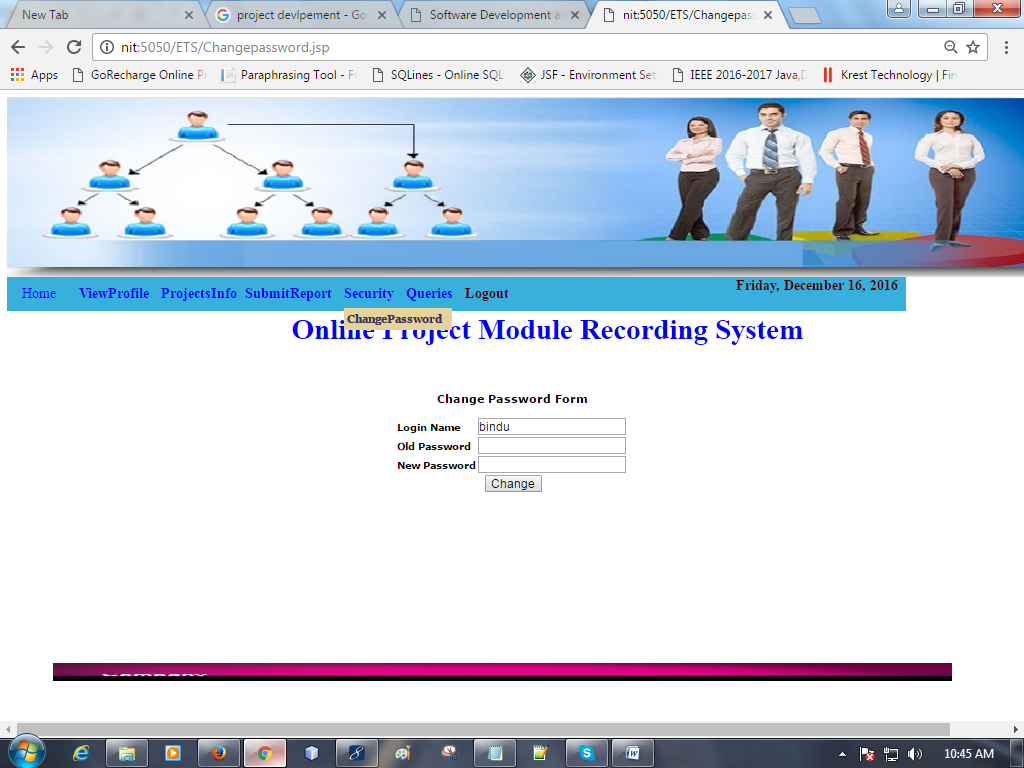 New Tab
project devlpement - Go
Software Development a
nit:5050/ETS/Changepas
nit:5050/ETS/Changepassword.jsp
Apps
GoRecharge Online P
Paraphrasing Tool - F
SQLines - Online SQL
JSF - Environment Set
IEEE 2016-2017 Java,D
Krest Technology | Fin
Home ViewProfile ProjectsInfo SubmitReport Security Queries Logout Friday, December 16, 2016
ChangePassword
Online Project Module Recording System
Change Password Form
Login Name bindu
Old Password
New Password
Change
10:45 AM